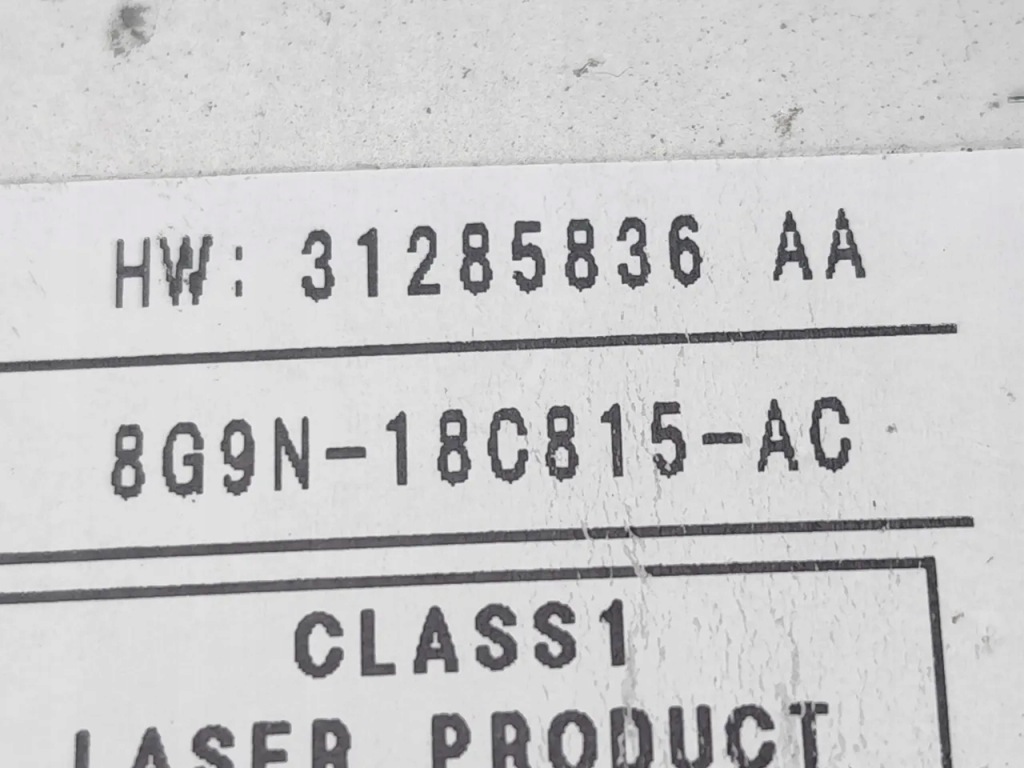 HW: 31285836 AA
8G9N-18C815-AC
CLASS1
LASER PRODUCT